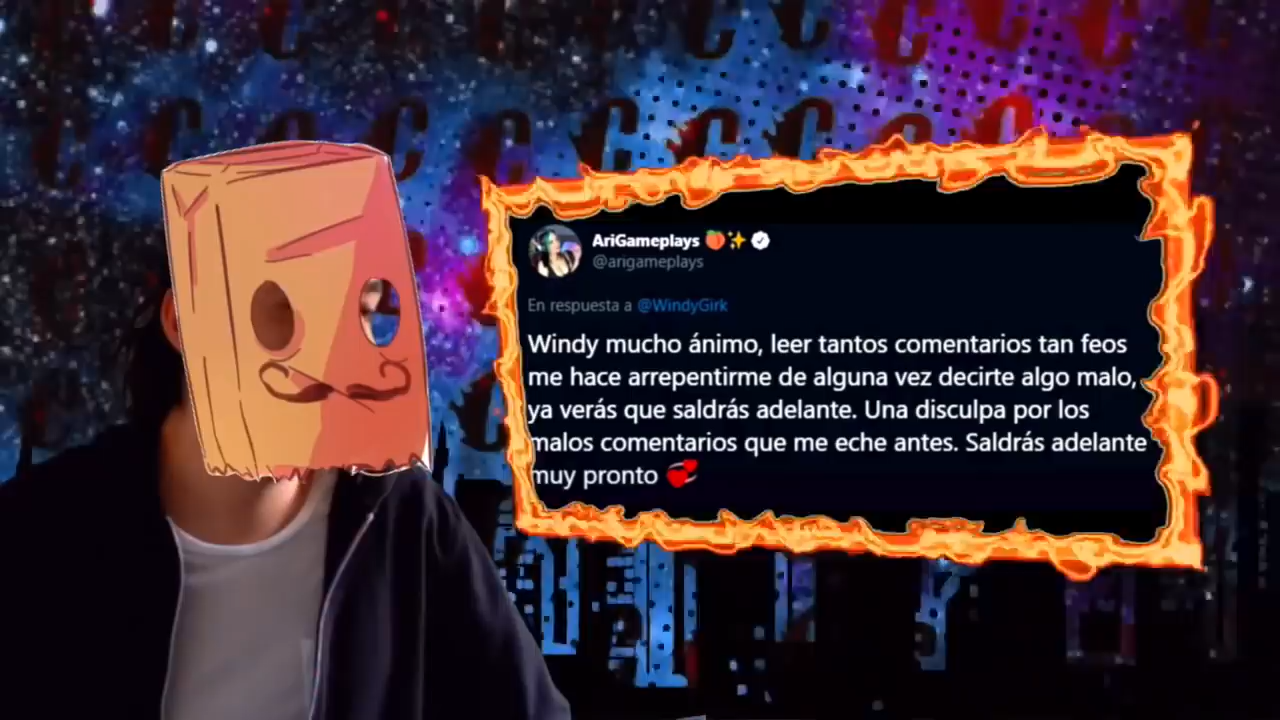 AriGameplays
@arigameplays
En respuesta a @WindyGirk
Windy mucho ánimo, leer tantos comentarios tan feos
me hace arrepentirme de alguna vez decirte algo malo,
ya verás que saldrás adelante. Una disculpa por los
malos comentarios que me eche antes. Saldrás adelante
muy pronto